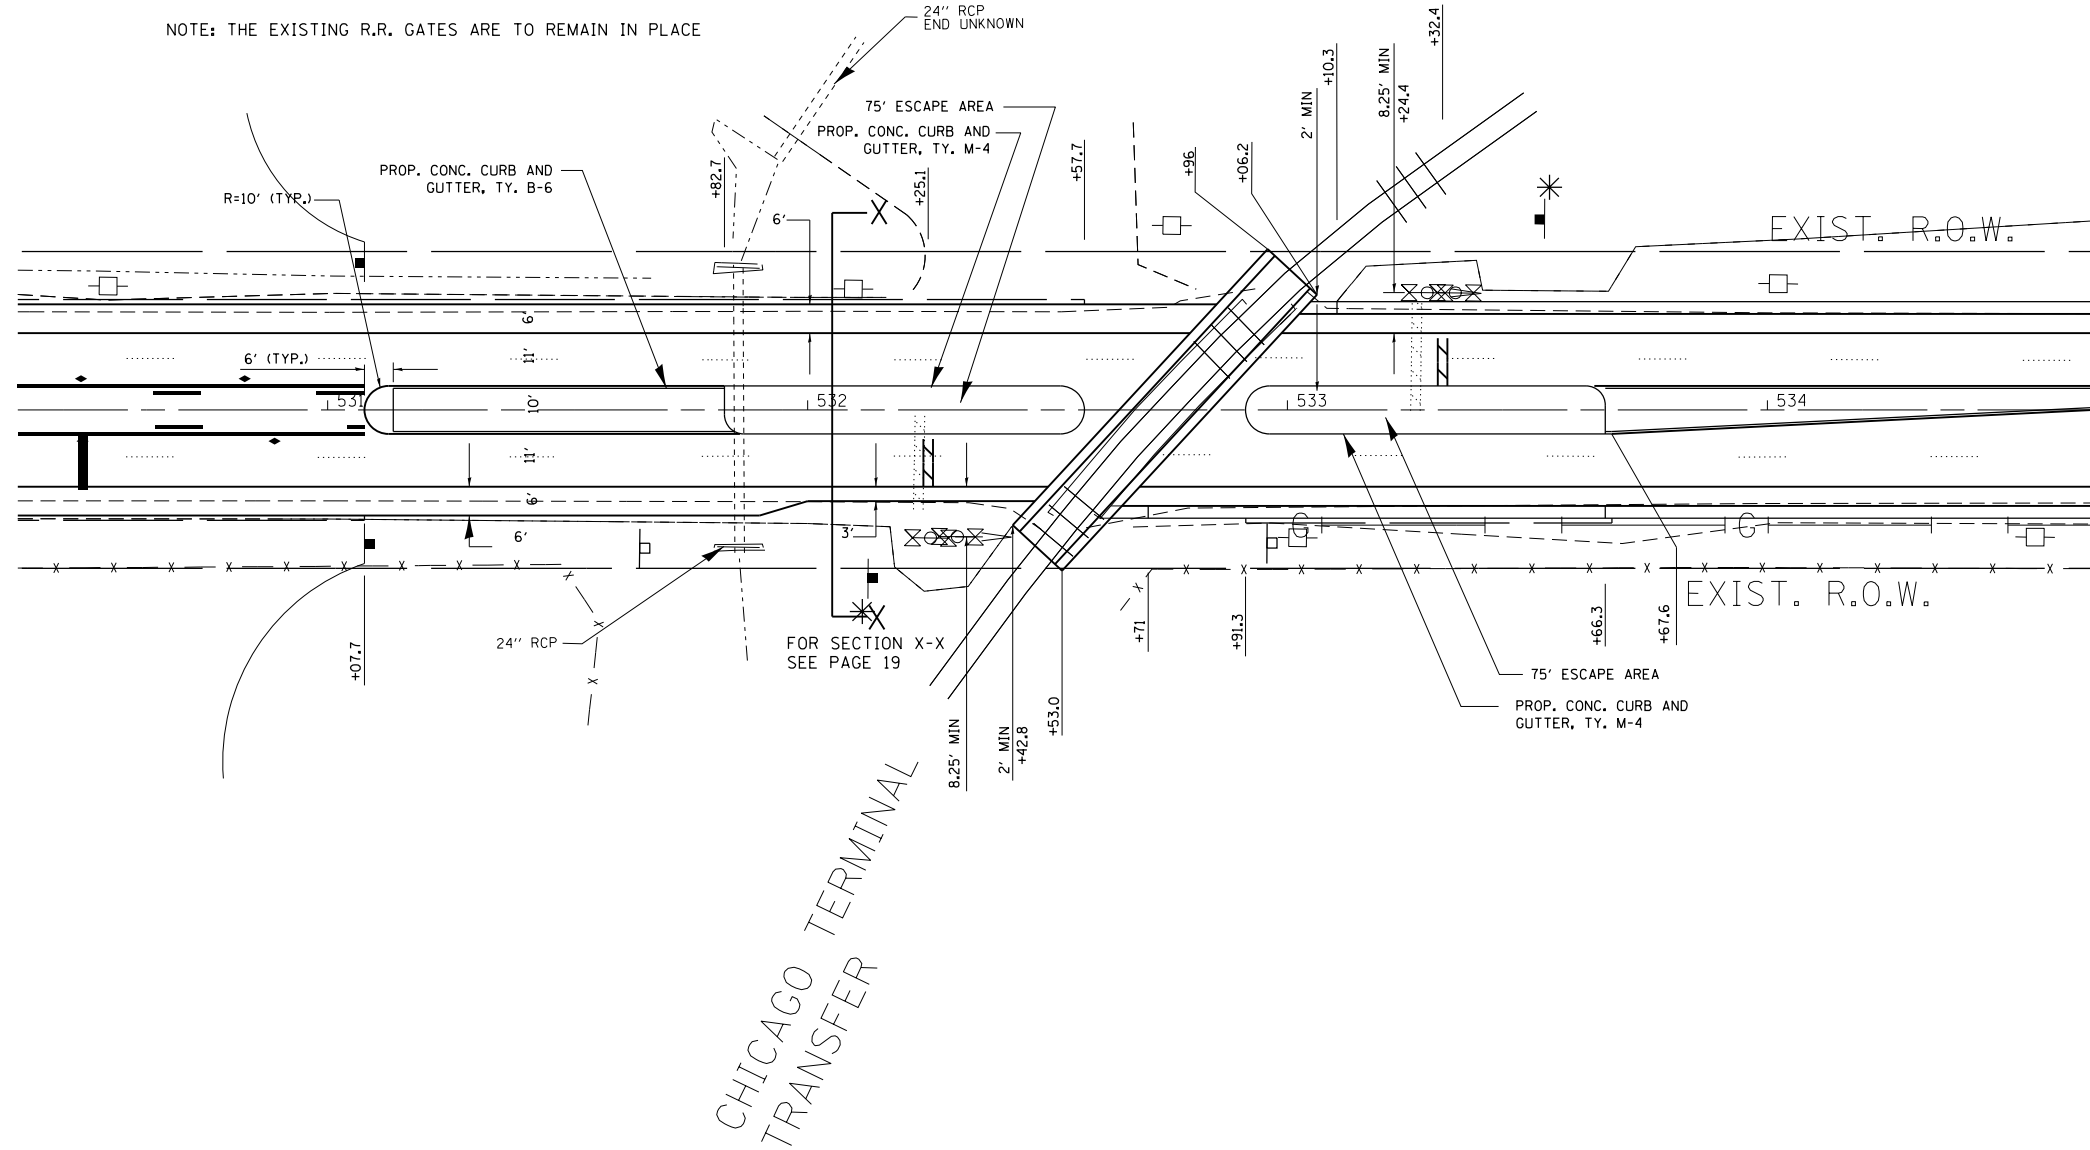 NOTE: THE EXISTING R.R. GATES ARE TO REMAIN IN PLACE
24'' RCP
END UNKNOWN
+32.4
+10.3
8.25' MIN
+24.4
2' MIN
75' ESCAPE AREA
PROP. CONC. CURB AND
GUTTER, TY. M-4
PROP. CONC. CURB AND
GUTTER, TY. B-6
R=10' (TYP.)
+82.7
+25.1
+57.7
+96
+06.2
6'
X
EXIST. R.O.W.
6'
11'
6' (TYP.)
10'
531
532
533
534
11'
6'
6'
3'
G
G
X X X X X X X X X
X
X
X
X
X X X X X X X X X X X X X X X X
24'' RCP
X
FOR SECTION X-X
SEE PAGE 19
EXIST. R.O.W.
+07.7
+71
+91.3
+66.3
+67.6
75' ESCAPE AREA
PROP. CONC. CURB AND
GUTTER, TY. M-4
8.25' MIN
2' MIN
+42.8
+53.0
CHICAGO TERMINAL
TRANSFER